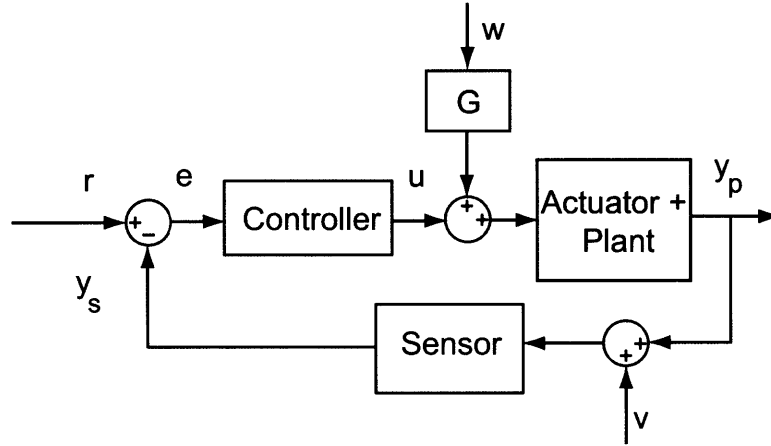 w
G
r
e
u
y_p
+
−
Controller
+
+
Actuator +
Plant
y_s
Sensor
+
+
v